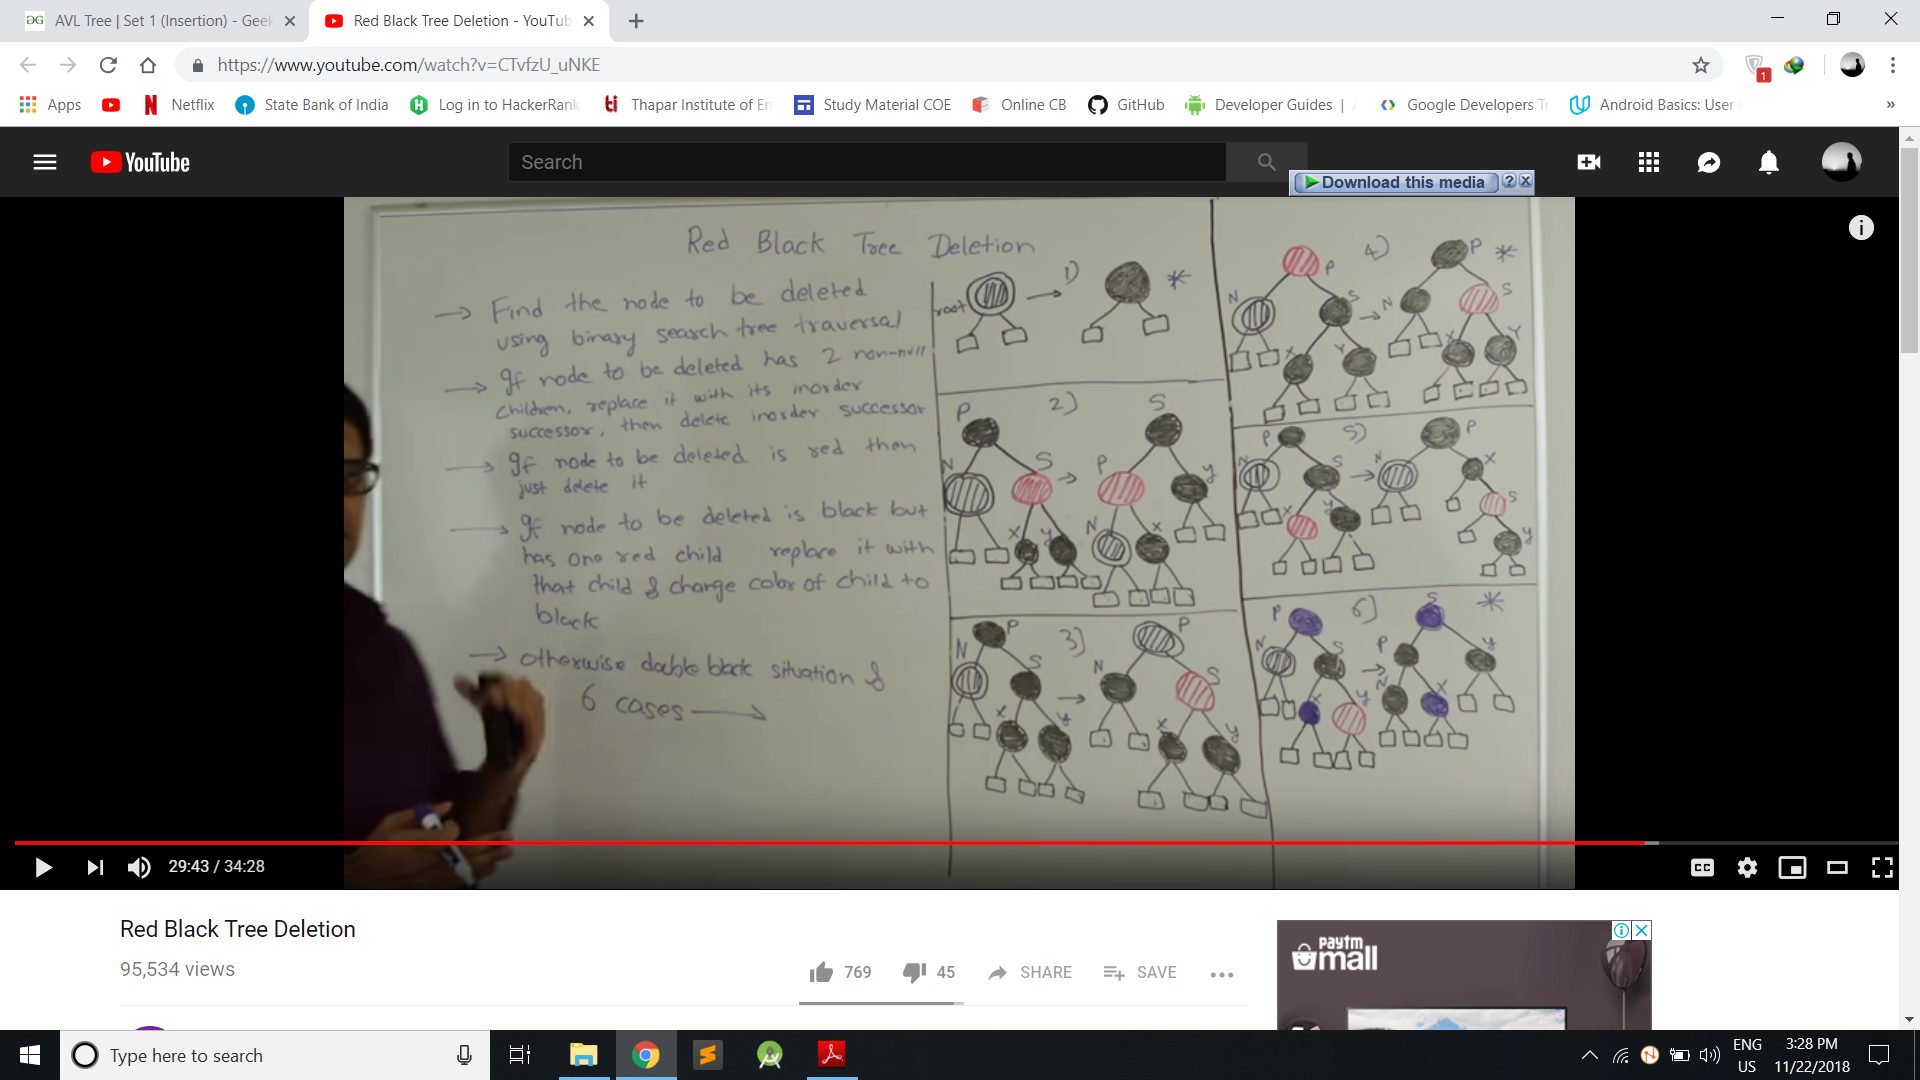 AVL Tree | Set 1 (Insertion) - Geek
Red Black Tree Deletion - YouTub
https://www.youtube.com/watch?v=CTvfzU_uNKE
1
Apps
Netflix
State Bank of India
Log in to HackerRank
Thapar Institute of En
Study Material COE
Online CB
GitHub
Developer Guides |
Google Developers Tr
Android Basics: User
»
YouTube
Search
Download this media
Red Black Tree Deletion
→ Find the node to be deleted
using binary search tree traversal
→ If node to be deleted has 2 non-null
children, replace it with its inorder
successor, then delete inorder successor
→ If node to be deleted is red then
just delete it
→ If node to be deleted is black but
has one red child replace it with
that child & change color of child to
black
→ otherwise double black situation &
6 cases →
root → 1) *
2)
P S
N S → P y
X y N X
3)
P P
N S → N S
X y X y
4)
P P *
N S → N S
X Y X Y
5)
P P
N S → N X
X y S
y
6)
P S *
N S → P y
X y N X
29:43 / 34:28
CC
Red Black Tree Deletion
95,534 views
769
45
SHARE
SAVE
paytm
mall
Type here to search
ENG
US
3:28 PM
11/22/2018